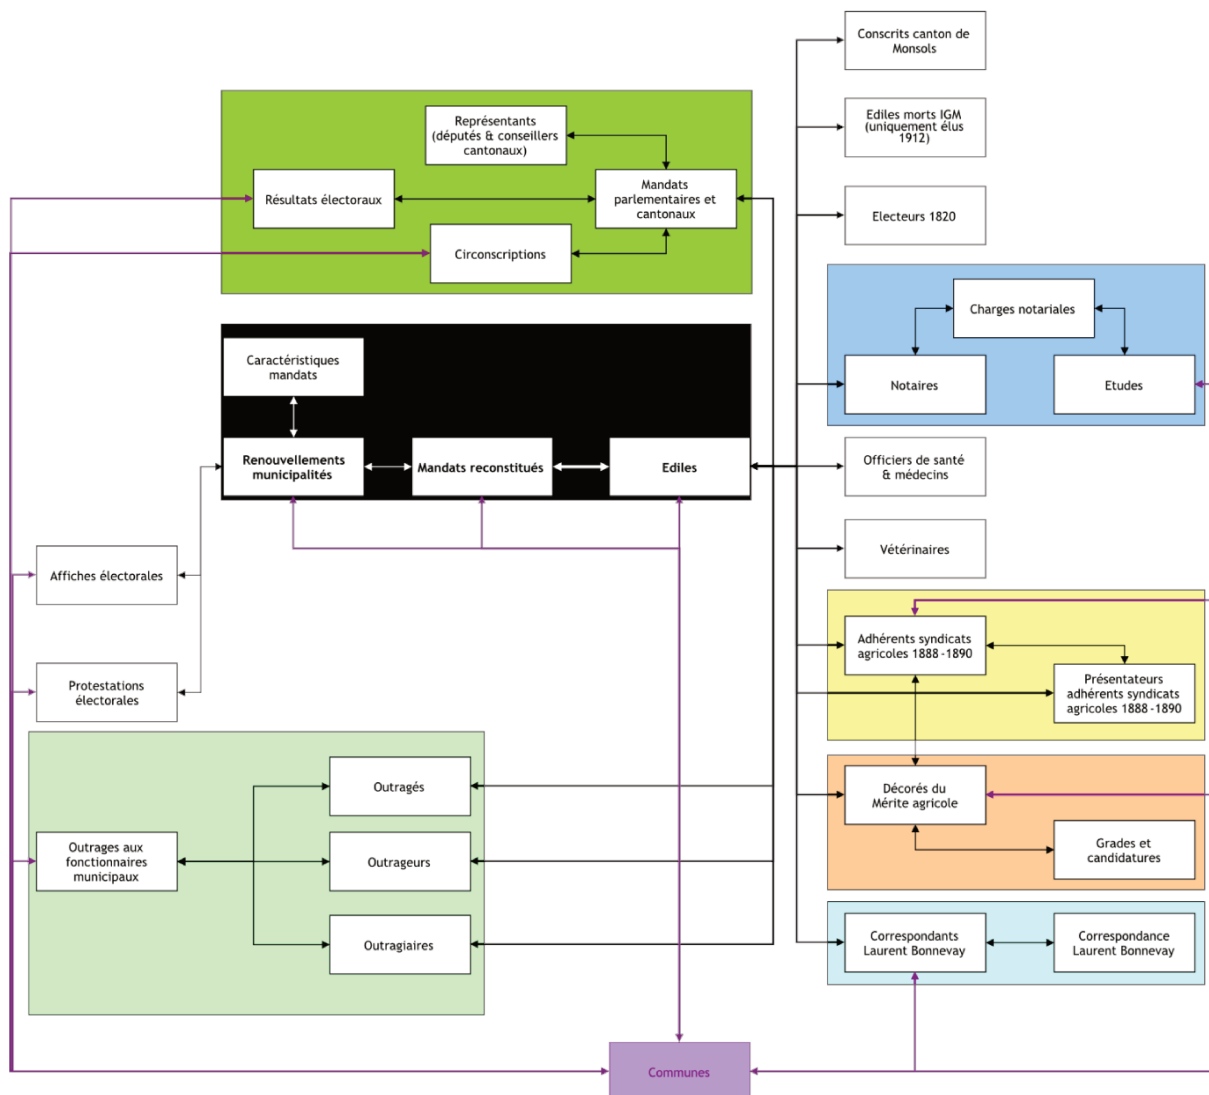 Conscrits canton de
Monsols
Ediles morts IGM
(uniquement élus
1912)
Electeurs 1820
Représentants
(députés & conseillers
cantonaux)
Résultats électoraux
Mandats
parlementaires et
cantonaux
Circonscriptions
Charges notariales
Notaires
Etudes
Caractéristiques
mandats
Renouvellements
municipalités
Mandats reconstitués
Ediles
Officiers de santé
& médecins
Vétérinaires
Affiches électorales
Protestations
électorales
Adhérents syndicats
agricoles 1888-1890
Présentateurs
adhérents syndicats
agricoles 1888-1890
Outragés
Outrages aux
fonctionnaires
municipaux
Outrageurs
Outragiaires
Décorés du
Mérite agricole
Grades et
candidatures
Correspondants
Laurent Bonnevay
Correspondance
Laurent Bonnevay
Communes